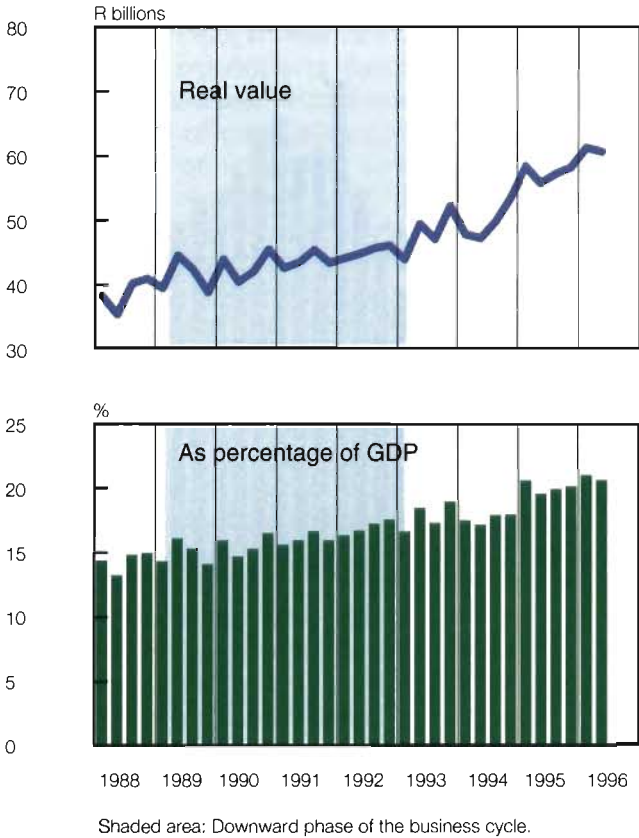 R billions
80
Real value
70
60
50
40
30
%
25
As percentage of GDP
20
15
10
5
0
1988 1989 1990 1991 1992 1993 1994 1995 1996
Shaded area: Downward phase of the business cycle.